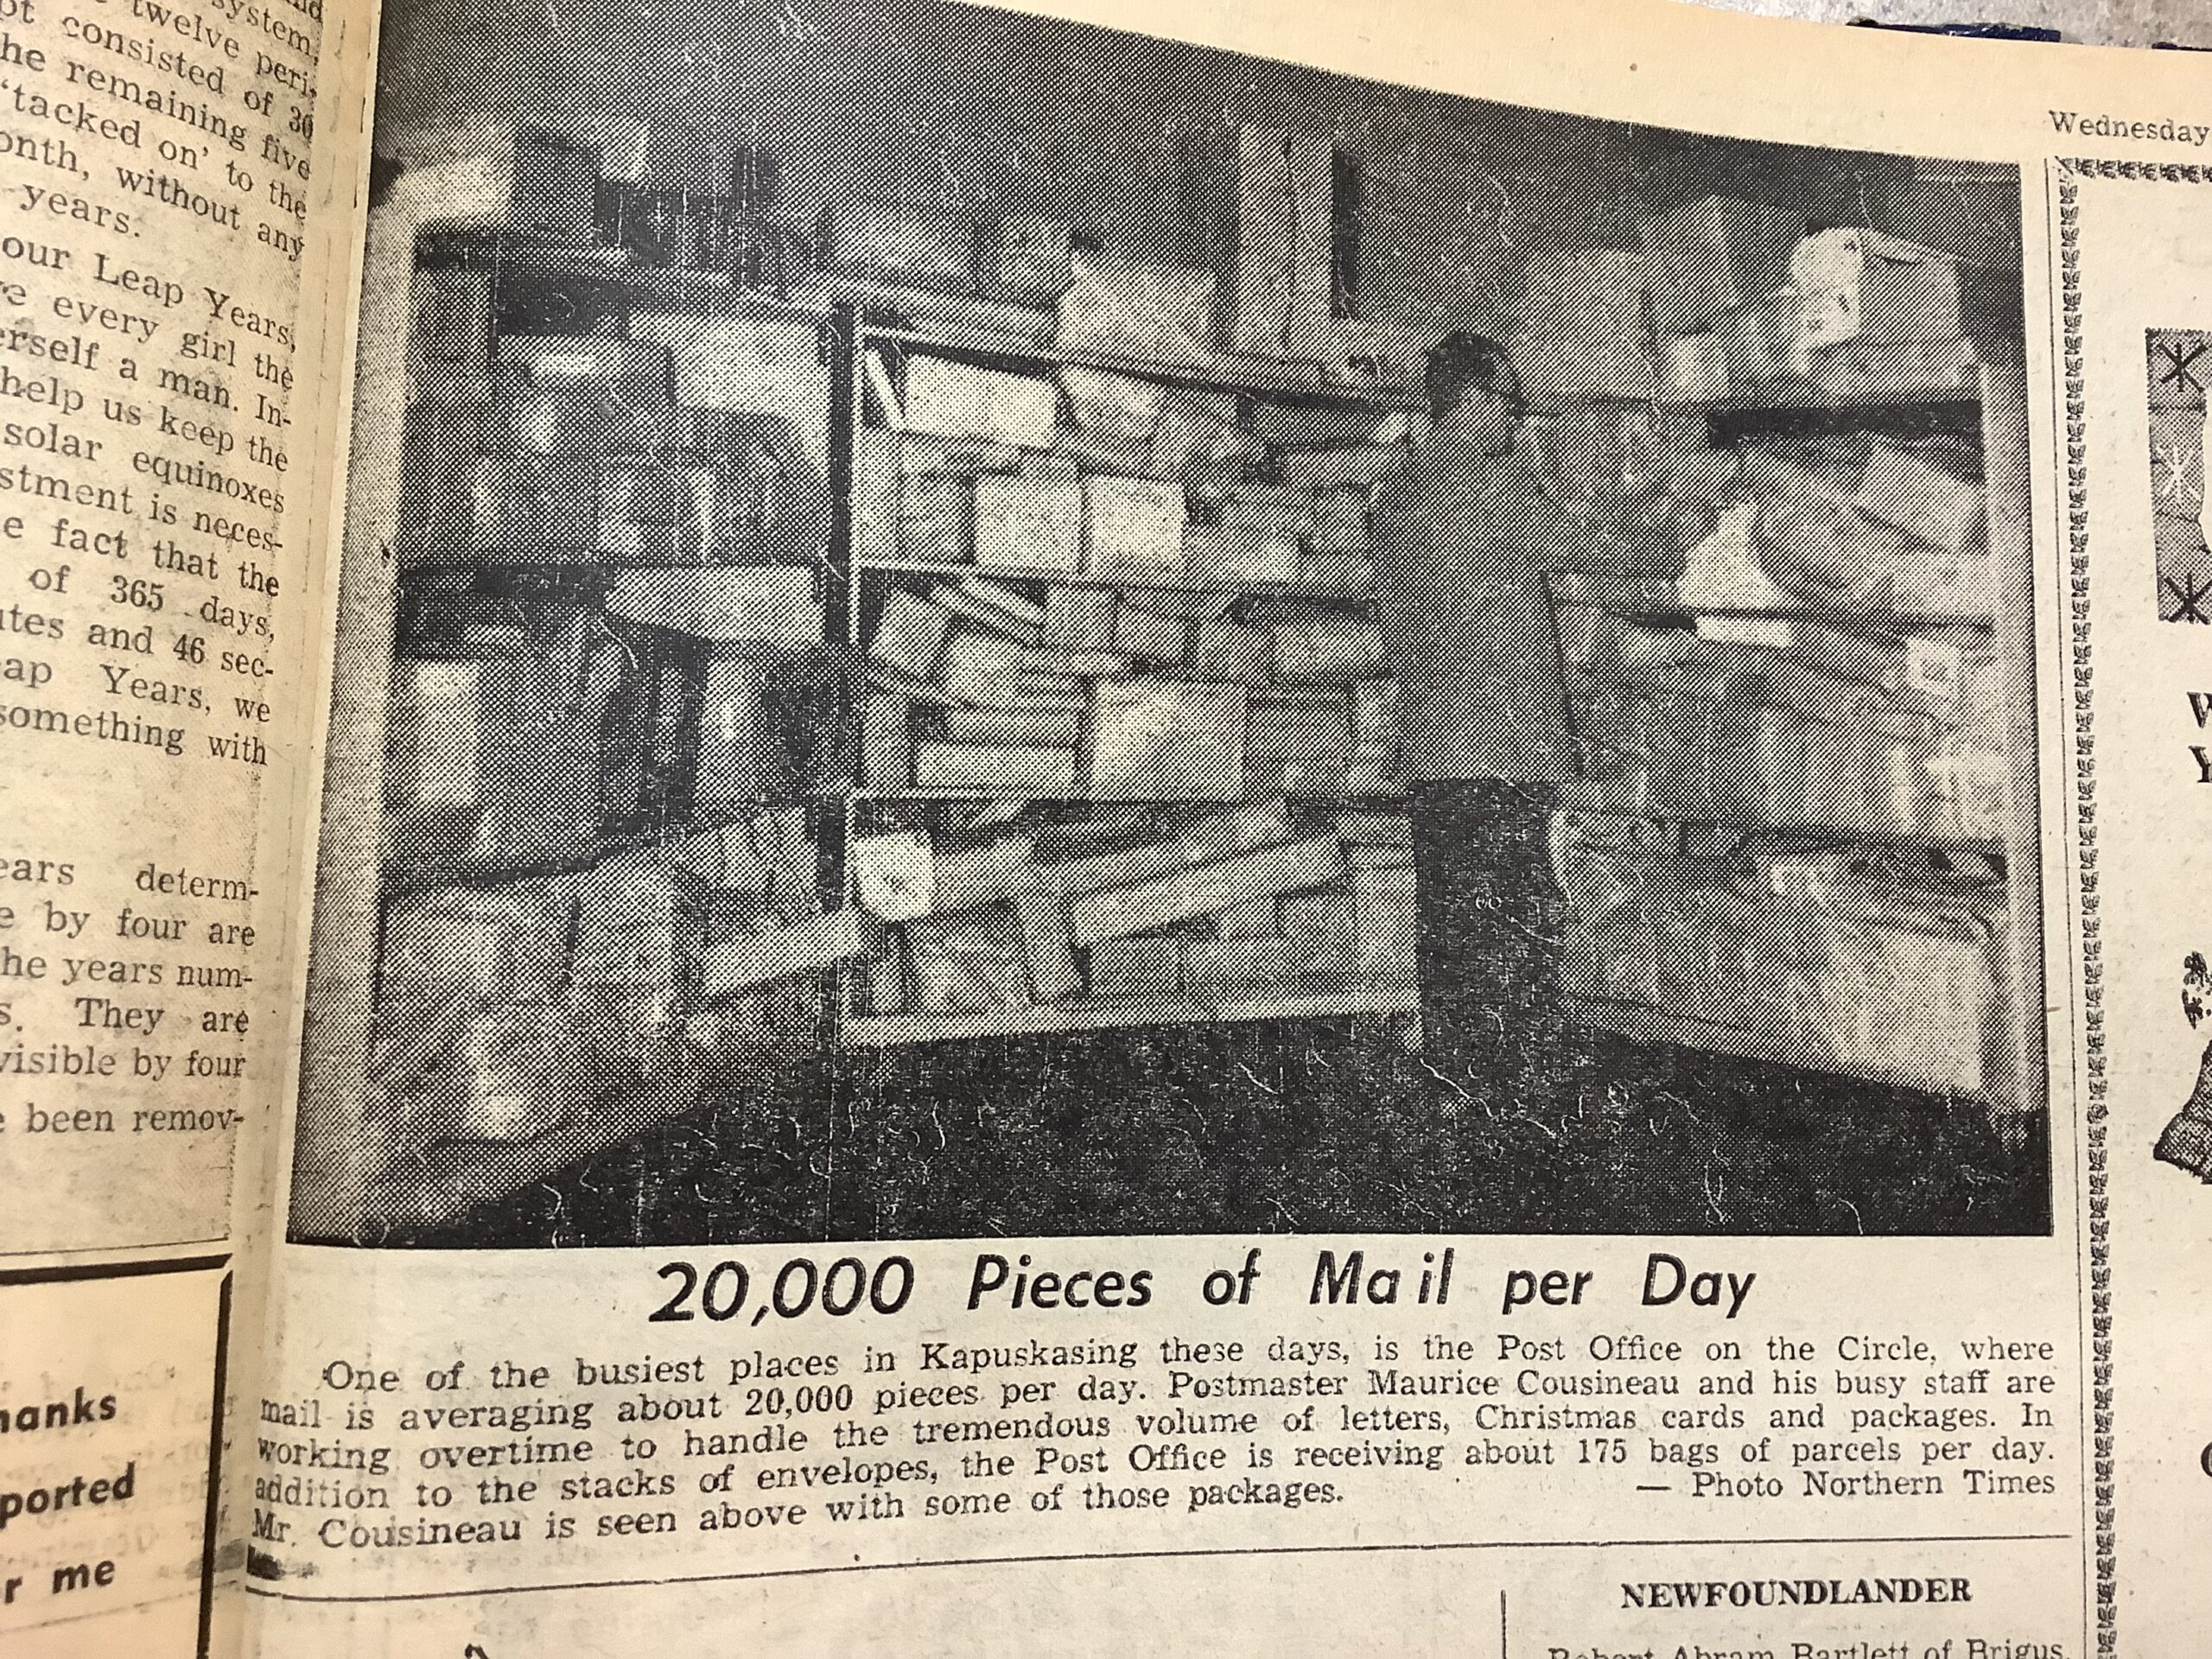 system.
twelve peri,
consisted of 30
he remaining five
'tacked on' to the
onth, without any
years.
our Leap Years,
every girl the
erself a man. In-
help us keep the
solar equinoxes
stment is neces-
e fact that the
of 365 days,
utes and 46 sec-
ap Years, we
something with
ears determ-
e by four are
he years num-
s. They are
visible by four
e been remov-
hanks
ported
r me
Wednesday
20,000 Pieces of Mail per Day
One of the busiest places in Kapuskasing these days, is the Post Office on the Circle, where
mail is averaging about 20,000 pieces per day. Postmaster Maurice Cousineau and his busy staff are
working overtime to handle the tremendous volume of letters, Christmas cards and packages. In
addition to the stacks of envelopes, the Post Office is receiving about 175 bags of parcels per day.
Mr. Cousineau is seen above with some of those packages. — Photo Northern Times
NEWFOUNDLANDER
Robert Abram Bartlett of Brigus,